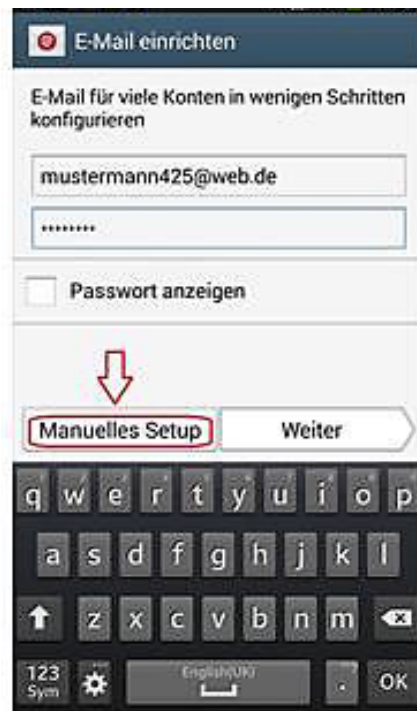 E-Mail einrichten
E-Mail für viele Konten in wenigen Schritten
konfigurieren
mustermann425@web.de
••••••••
Passwort anzeigen
Manuelles Setup
Weiter
q w e r t y u i o p
a s d f g h j k l
z x c v b n m
123
Sym
English(UK)
.
OK